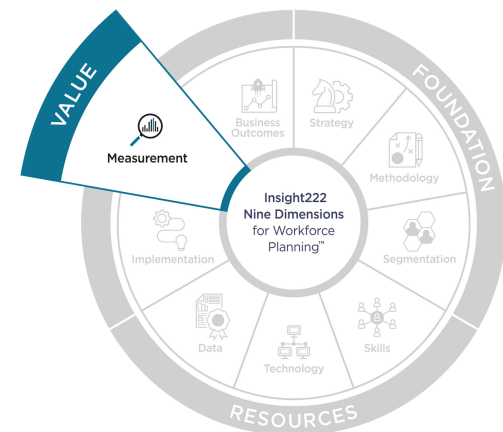 VALUE
Measurement
Business
Outcomes
Strategy
FOUNDATION
Methodology
Segmentation
Skills
Technology
Data
Implementation
RESOURCES
Insight222
Nine Dimensions
for Workforce
Planning™